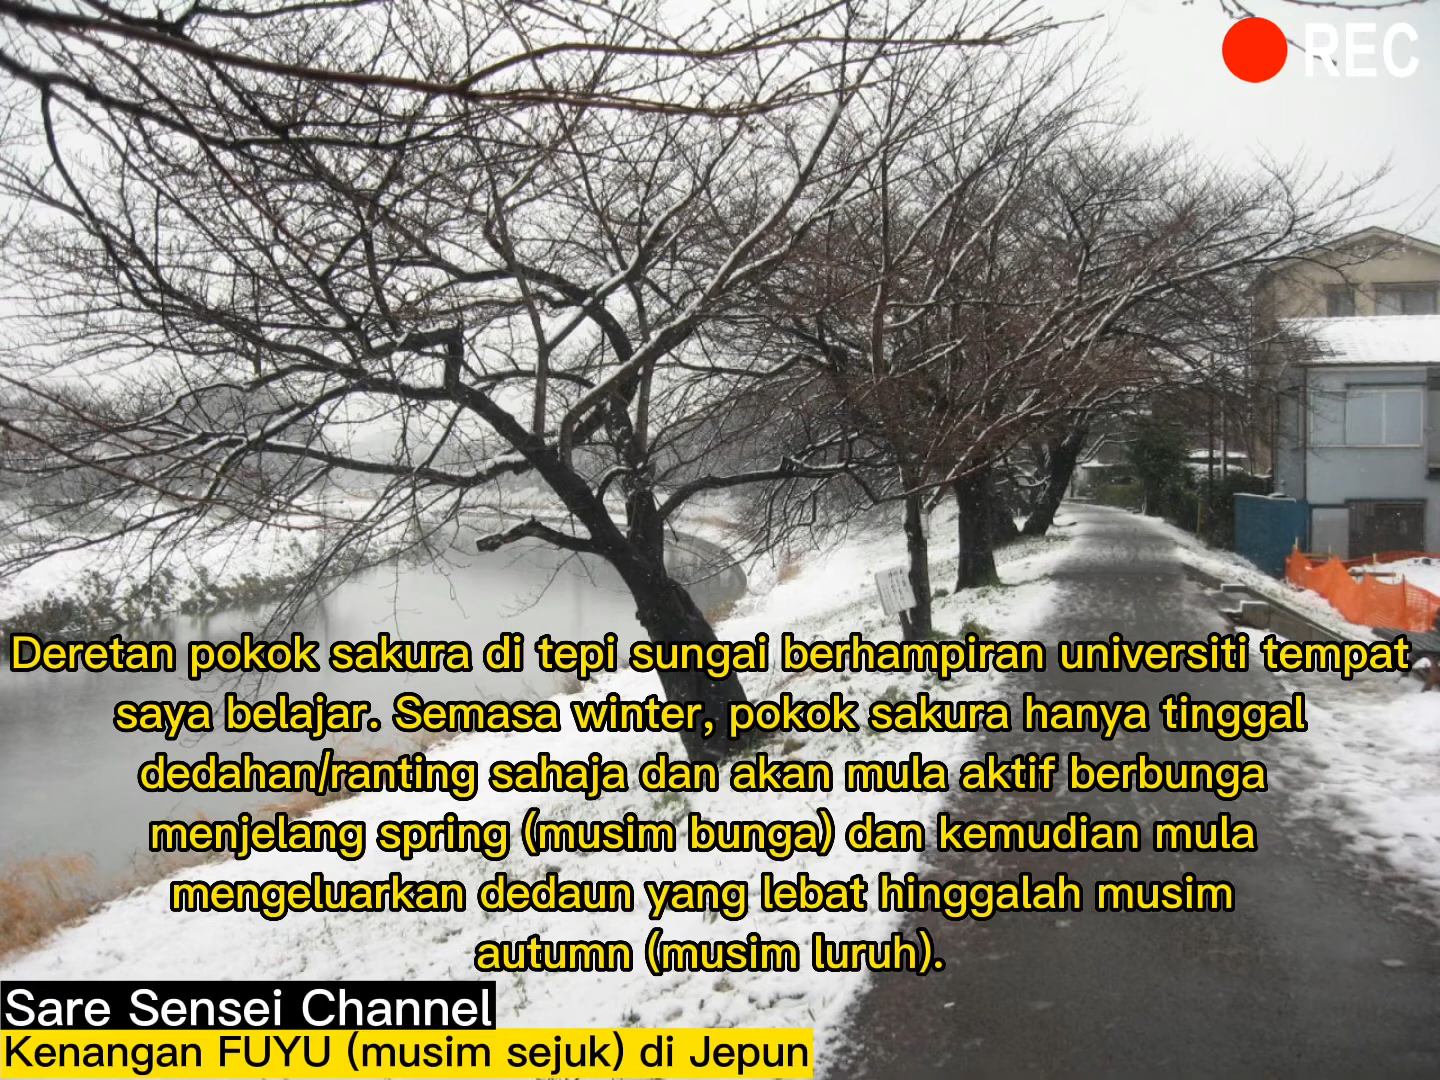 REC
Deretan pokok sakura di tepi sungai berhampiran universiti tempat
saya belajar. Semasa winter, pokok sakura hanya tinggal
dedahan/ranting sahaja dan akan mula aktif berbunga
menjelang spring (musim bunga) dan kemudian mula
mengeluarkan dedaun yang lebat hinggalah musim
autumn (musim luruh).
Sare Sensei Channel
Kenangan FUYU (musim sejuk) di Jepun